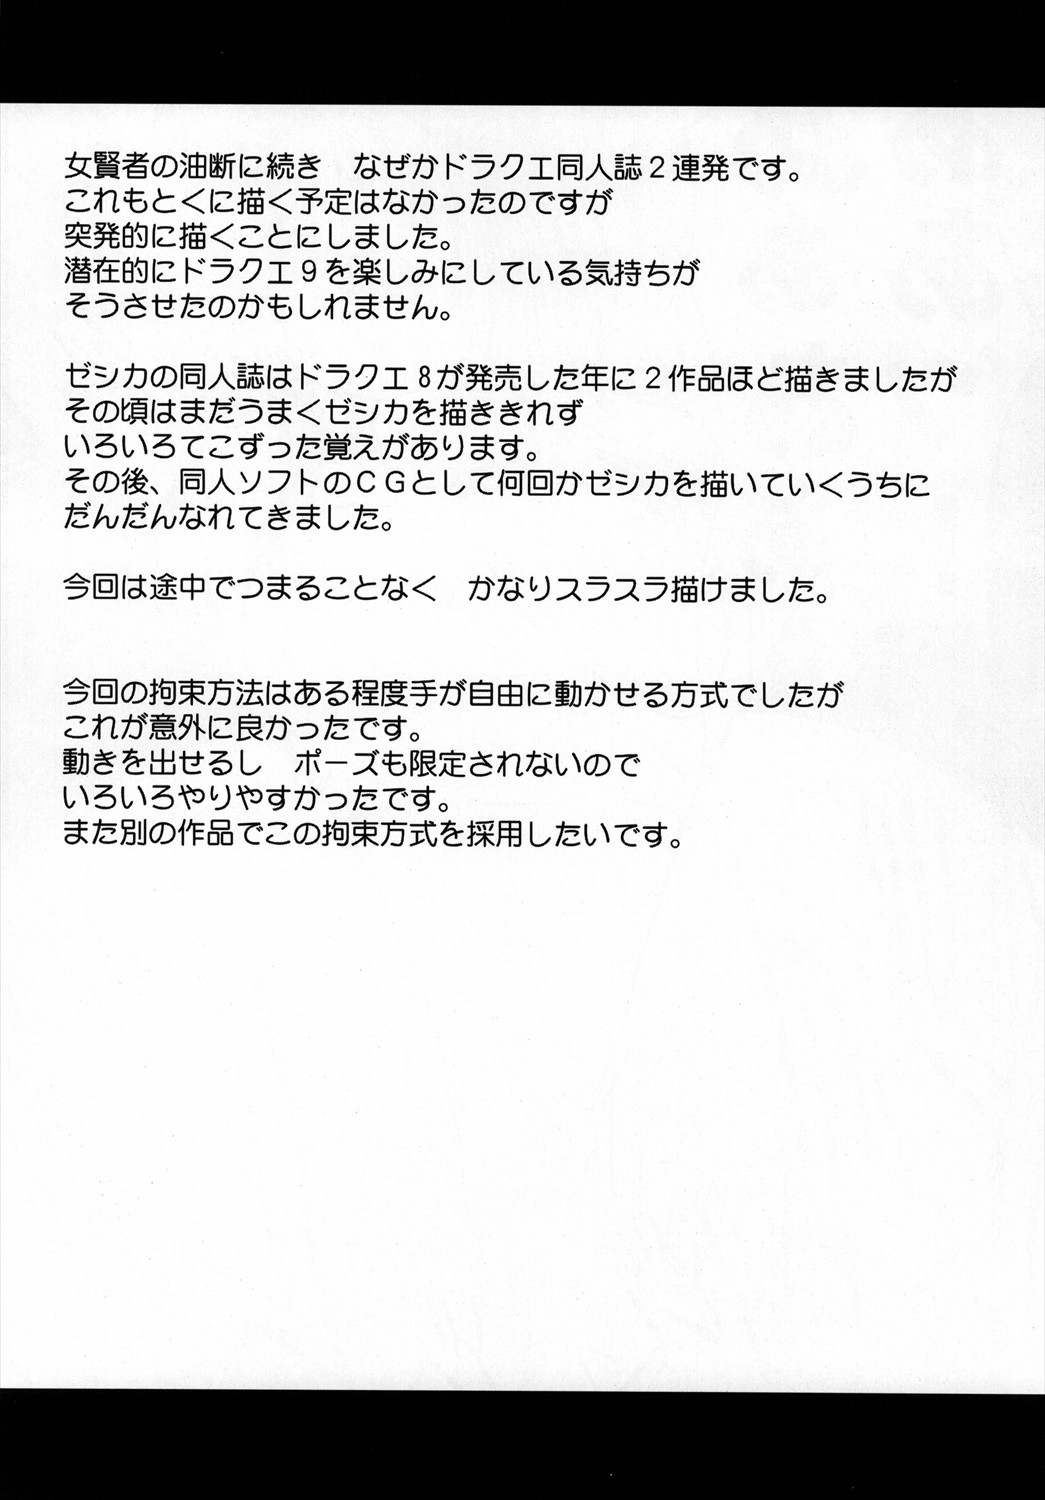 女賢者の油断に続き　なぜかドラクエ同人誌２連発です。
これもとくに描く予定はなかったのですが
突発的に描くことにしました。
潜在的にドラクエ９を楽しみにしている気持ちが
そうさせたのかもしれません。
ゼシカの同人誌はドラクエ８が発売した年に２作品ほど描きましたが
その頃はまだうまくゼシカを描ききれず
いろいろてこずった覚えがあります。
その後、同人ソフトのＣＧとして何回かゼシカを描いていくうちに
だんだんなれてきました。
今回は途中でつまることなく　かなりスラスラ描けました。
今回の拘束方法はある程度手が自由に動かせる方式でしたが
これが意外に良かったです。
動きを出せるし　ポーズも限定されないので
いろいろやりやすかったです。
また別の作品でこの拘束方式を採用したいです。